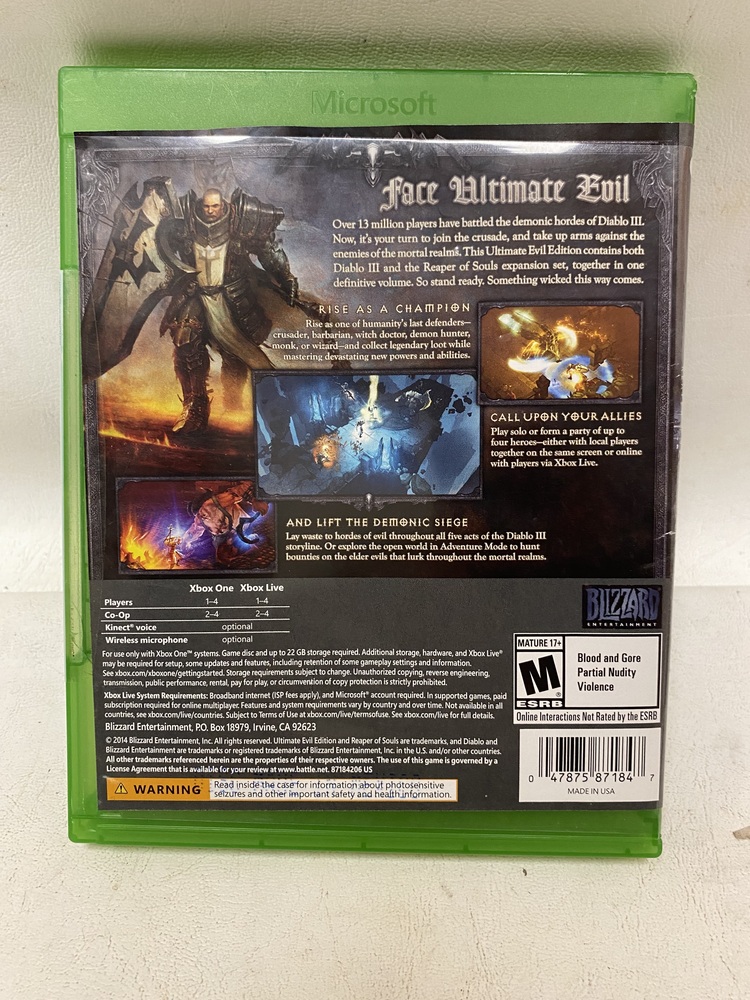 Microsoft
Face Ultimate Evil
Over 13 million players have battled the demonic hordes of Diablo III.
Now, it's your turn to join the crusade, and take up arms against the
enemies of the mortal realms. This Ultimate Evil Edition contains both
Diablo III and the Reaper of Souls expansion set, together in one
definitive volume. So stand ready. Something wicked this way comes.
RISE AS A CHAMPION
Rise as one of humanity's last defenders—
crusader, barbarian, witch doctor, demon hunter,
monk, or wizard—and collect legendary loot while
mastering devastating new powers and abilities.
CALL UPON YOUR ALLIES
Play solo or form a party of up to
four heroes—either with local players
together on the same screen or online
with players via Xbox Live.
AND LIFT THE DEMONIC SIEGE
Lay waste to hordes of evil throughout all five acts of the Diablo III
storyline. Or explore the open world in Adventure Mode to hunt
bounties on the elder evils that lurk throughout the mortal realms.
Xbox One Xbox Live
Players 1–4 1–4
Co-Op 2–4 2–4
Kinect® voice optional
Wireless microphone optional
BLIZZARD
ENTERTAINMENT
For use only with Xbox One™ systems. Game disc and up to 22 GB storage required. Additional storage, hardware, and Xbox Live®
may be required for setup, some updates and features, including retention of some gameplay settings and information.
See xbox.com/xboxone/gettingstarted. Storage requirements subject to change. Unauthorized copying, reverse engineering,
transmission, public performance, rental, pay for play, or circumvention of copy protection is strictly prohibited.
Xbox Live System Requirements: Broadband internet (ISP fees apply), and Microsoft® account required. In supported games, paid
subscription required for online multiplayer. Features and system requirements vary by country and over time. Not available in all
countries, see xbox.com/live/countries. Subject to Terms of Use at xbox.com/live/termsofuse. See xbox.com/live for full details.
Blizzard Entertainment, P.O. Box 18979, Irvine, CA 92623
© 2014 Blizzard Entertainment, Inc. All rights reserved. Ultimate Evil Edition and Reaper of Souls are trademarks, and Diablo and
Blizzard Entertainment are trademarks or registered trademarks of Blizzard Entertainment, Inc. in the U.S. and/or other countries.
All other trademarks referenced herein are the properties of their respective owners. The use of this game is governed by a
License Agreement that is available for your review at www.battle.net. 87184206 US
WARNING
Read inside the case for information about photosensitive
seizures and other important safety and health information.
MATURE 17+
M
®
ESRB
Blood and Gore
Partial Nudity
Violence
Online Interactions Not Rated by the ESRB
0 47875 87184 7
MADE IN USA